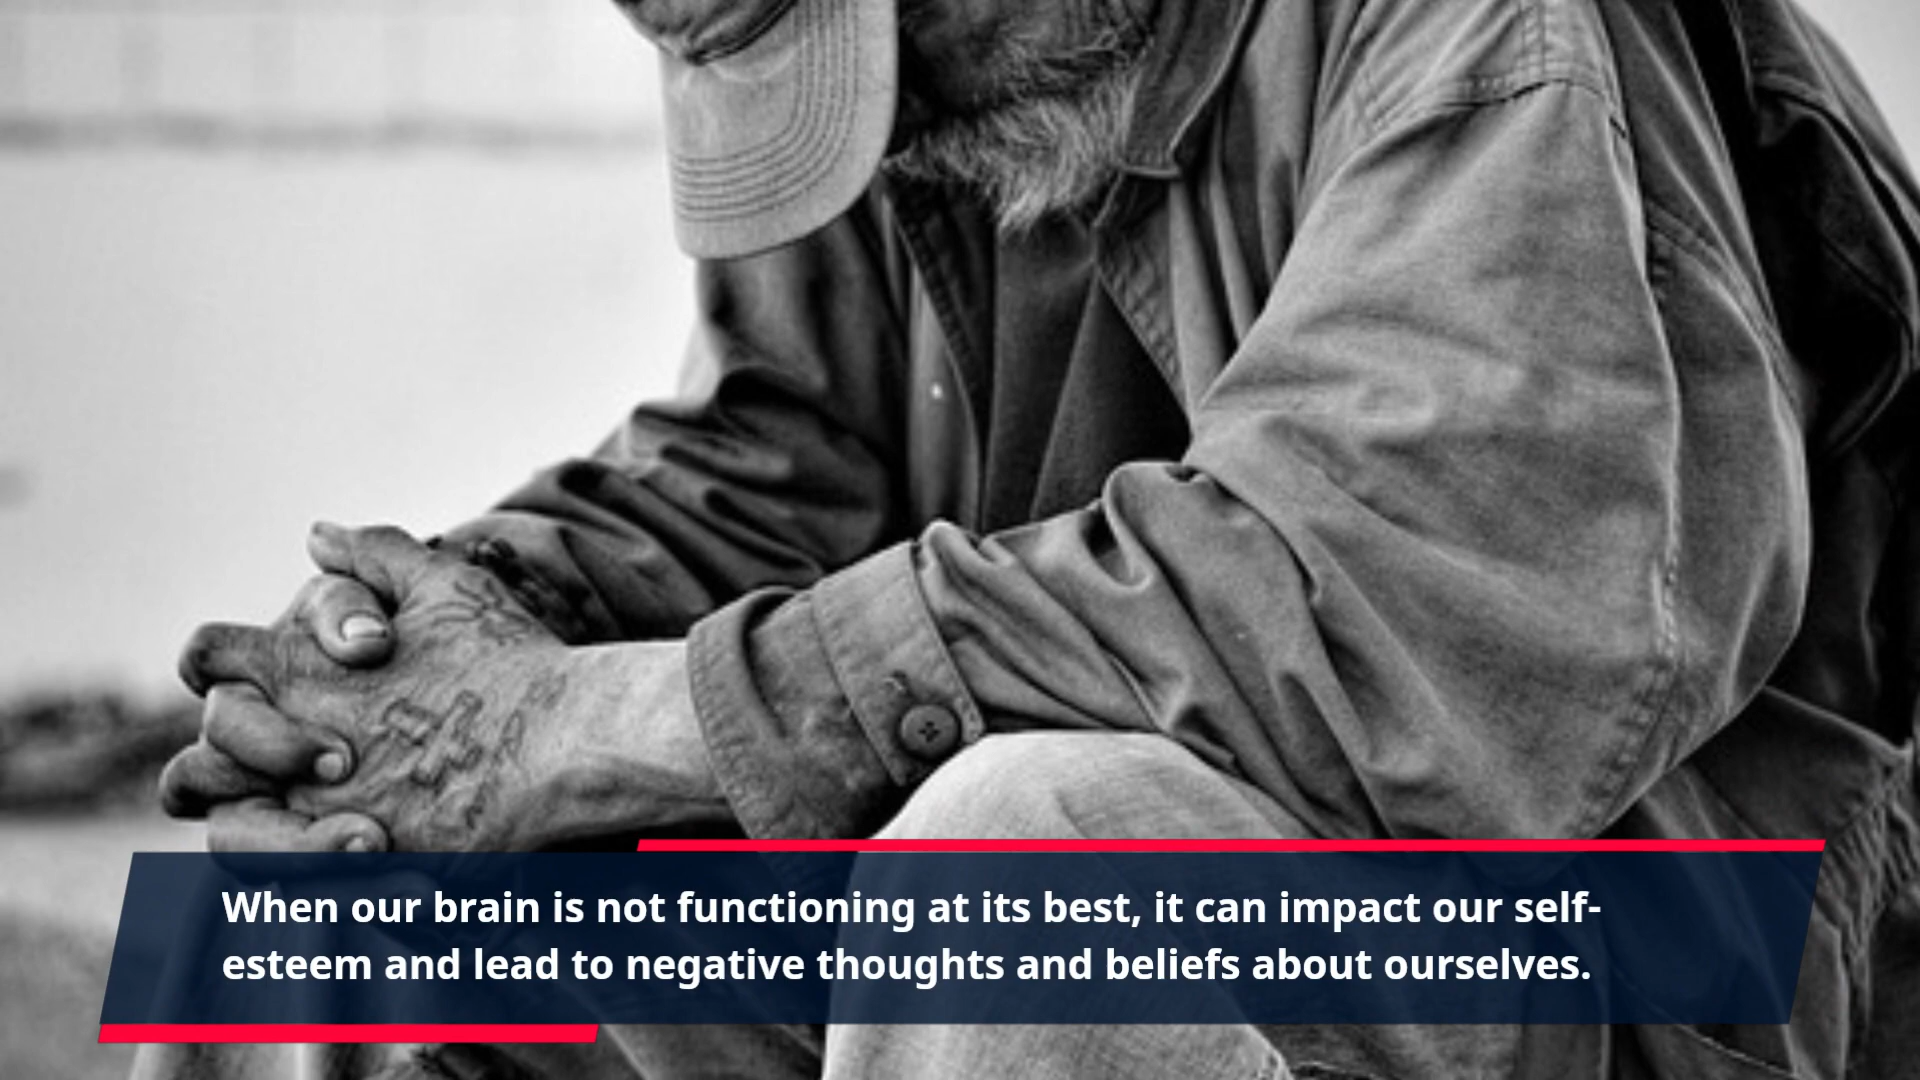 When our brain is not functioning at its best, it can impact our self-
esteem and lead to negative thoughts and beliefs about ourselves.